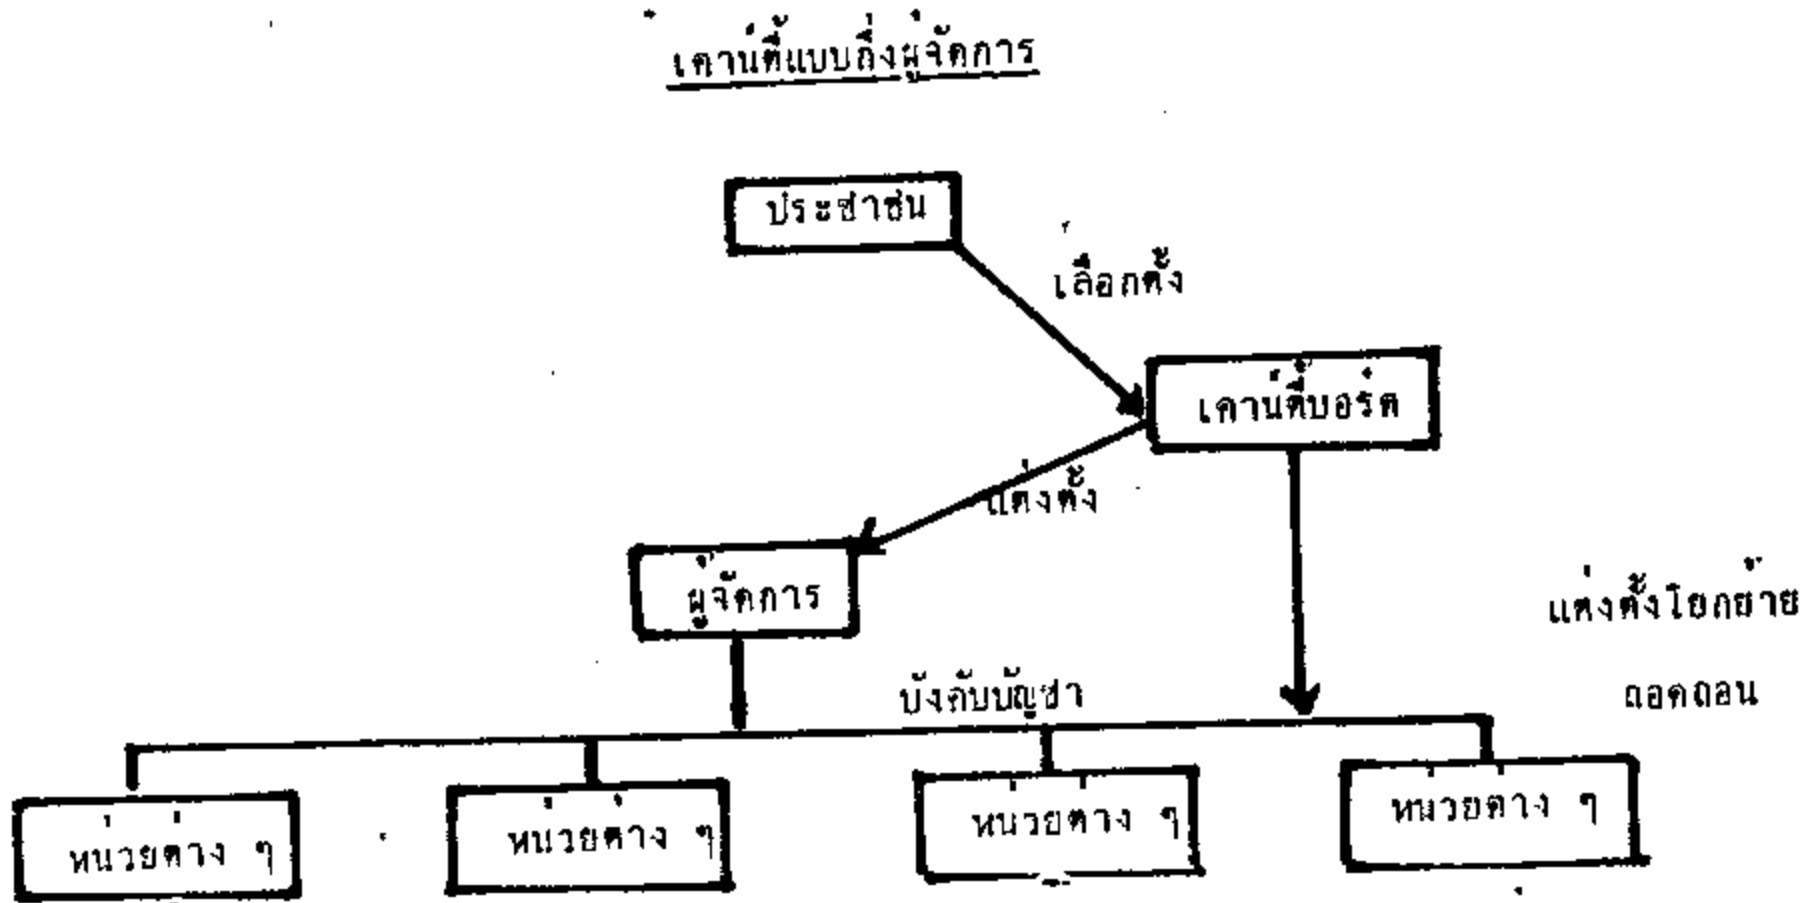 เคาน์ตี้แบบกึ่งผู้จัดการ
ประชาชน
เลือกตั้ง
เคาน์ตี้บอร์ด
แต่งตั้ง
ผู้จัดการ
แต่งตั้งโยกย้าย
ถอดถอน
บังคับบัญชา
หน่วยต่าง ๆ
หน่วยต่าง ๆ
หน่วยต่าง ๆ
หน่วยต่าง ๆ